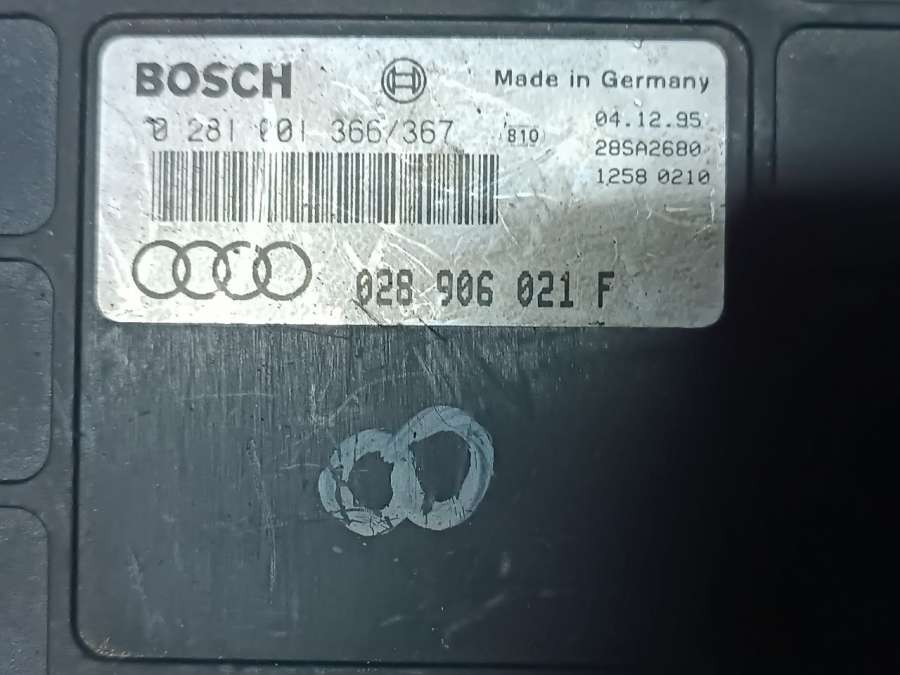 BOSCH
Made in Germany
0 281 001 366/367
810
04.12.95
28SA2680
1258 0210
028 906 021 F